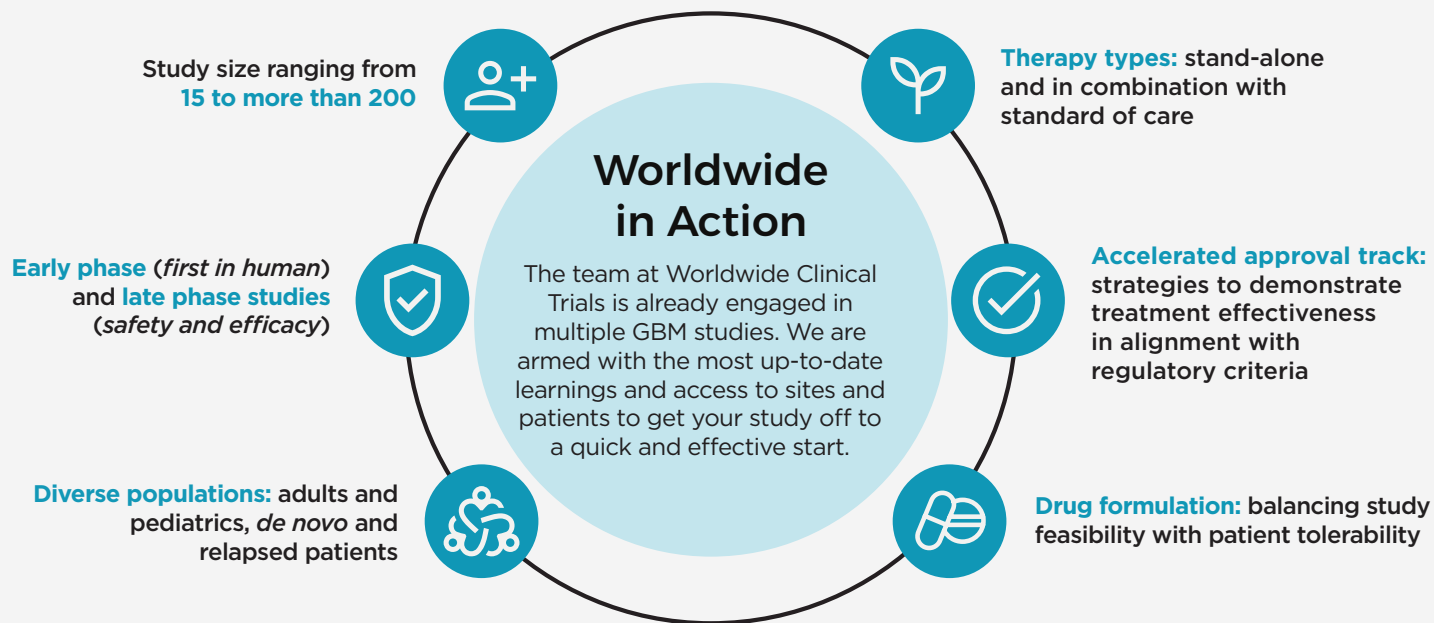 Study size ranging from
15 to more than 200
Early phase (first in human)
and late phase studies
(safety and efficacy)
Diverse populations: adults and
pediatrics, de novo and
relapsed patients
Worldwide
in Action
The team at Worldwide Clinical
Trials is already engaged in
multiple GBM studies. We are
armed with the most up-to-date
learnings and access to sites and
patients to get your study off to
a quick and effective start.
Therapy types: stand-alone
and in combination with
standard of care
Accelerated approval track:
strategies to demonstrate
treatment effectiveness
in alignment with
regulatory criteria
Drug formulation: balancing study
feasibility with patient tolerability